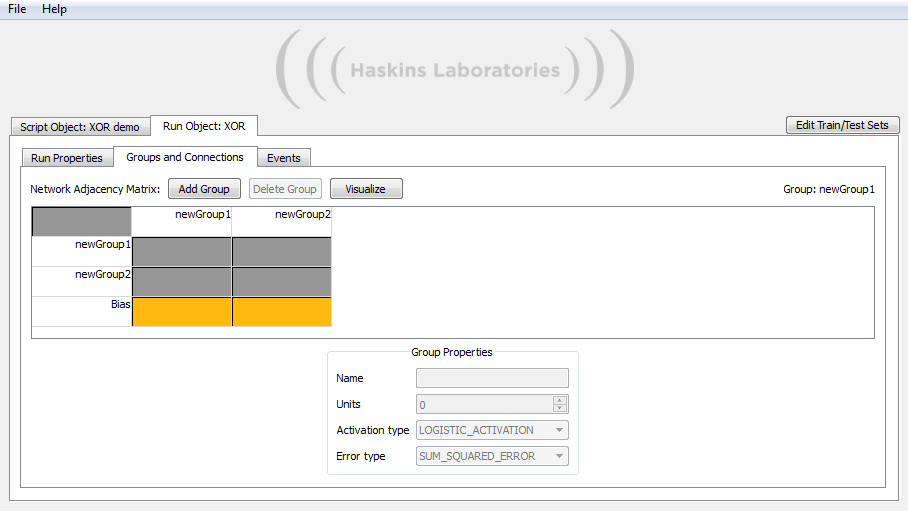 File Help
Haskins Laboratories
Script Object: XOR demo Run Object: XOR Edit Train/Test Sets
Run Properties Groups and Connections Events
Network Adjacency Matrix: Add Group Delete Group Visualize Group: newGroup1
newGroup1 newGroup2
newGroup1
newGroup2
Bias
Group Properties
Name
Units 0
Activation type LOGISTIC_ACTIVATION
Error type SUM_SQUARED_ERROR